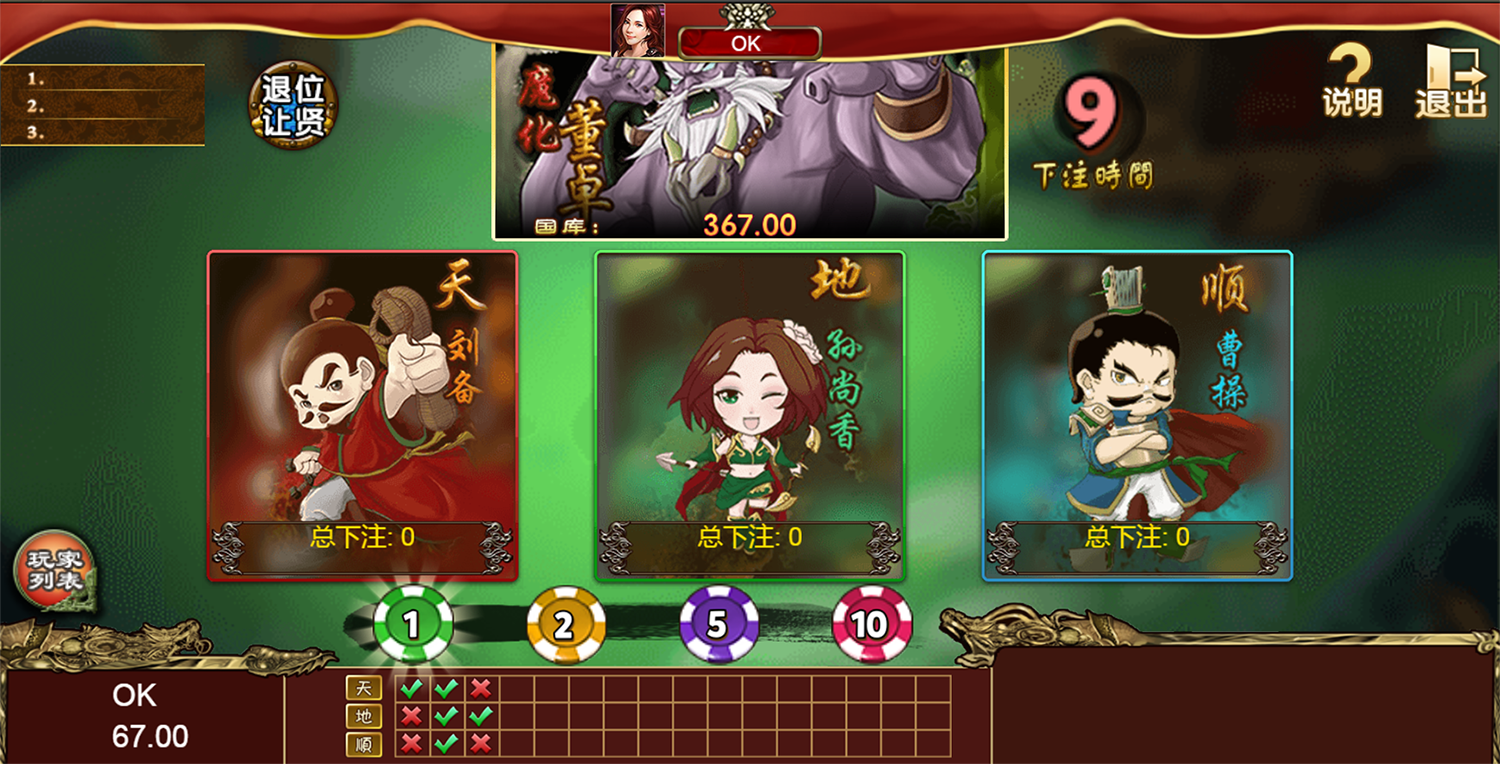 OK
1.
2.
3.
退位
让贤
魔化
董卓
国库：
367.00
9
下注時間
说明
退出
天
刘备
总下注: 0
地
孙尚香
总下注: 0
顺
曹操
总下注: 0
玩家
列表
1
2
5
10
OK
67.00
天
地
順